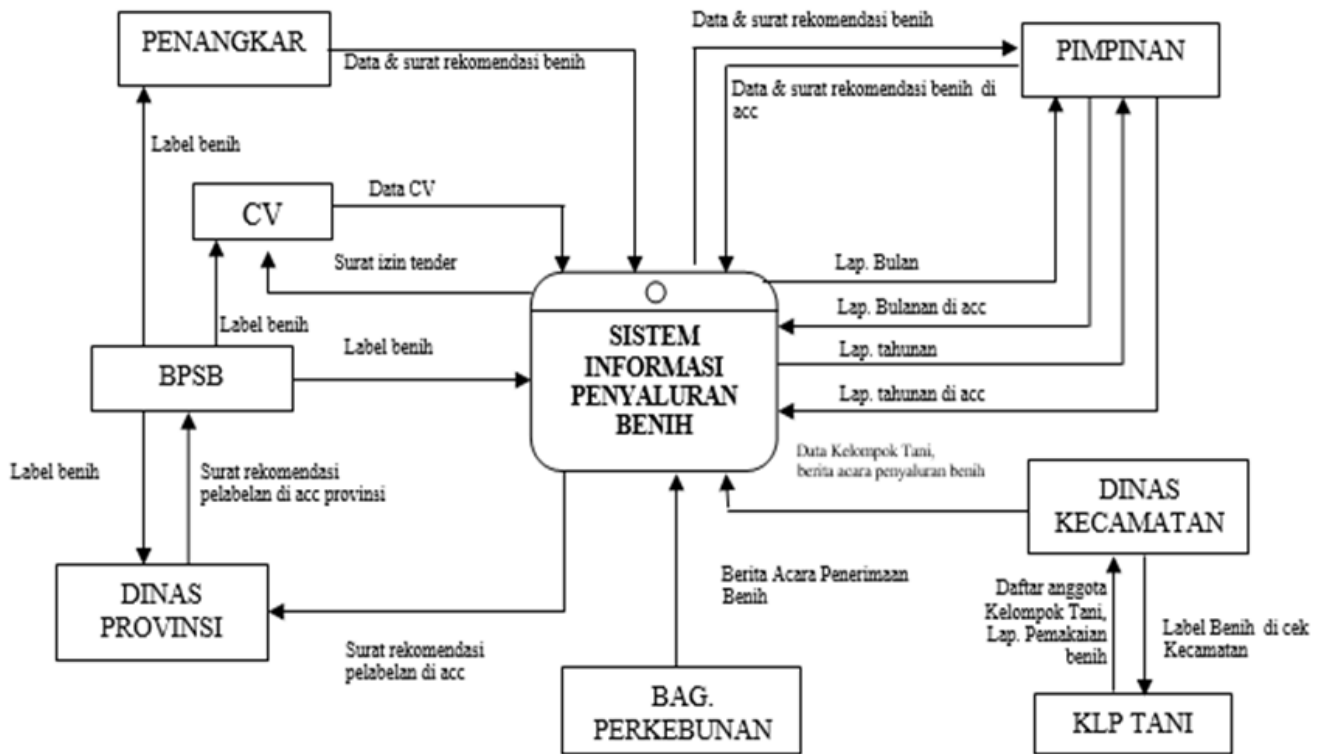 Data & surat rekomendasi benih
PENANGKAR
PIMPINAN
Data & surat rekomendasi benih
Data & surat rekomendasi benih di
acc
Label benih
CV
Data CV
Surat izin tender
Lap. Bulan
Label benih
Lap. Bulanan di acc
SISTEM
INFORMASI
PENYALURAN
BENIH
Label benih
BPSB
Lap. tahunan
Lap. tahunan di acc
Label benih
Surat rekomendasi
pelabelan di acc provinsi
Data Kelompok Tani,
berita acara penyaluran benih
DINAS
KECAMATAN
DINAS
PROVINSI
Berita Acara Penerimaan
Benih
Daftar anggota
Kelompok Tani,
Lap. Pemakaian
benih
Label Benih di cek
Kecamatan
Surat rekomendasi
pelabelan di acc
BAG.
PERKEBUNAN
KLP TANI